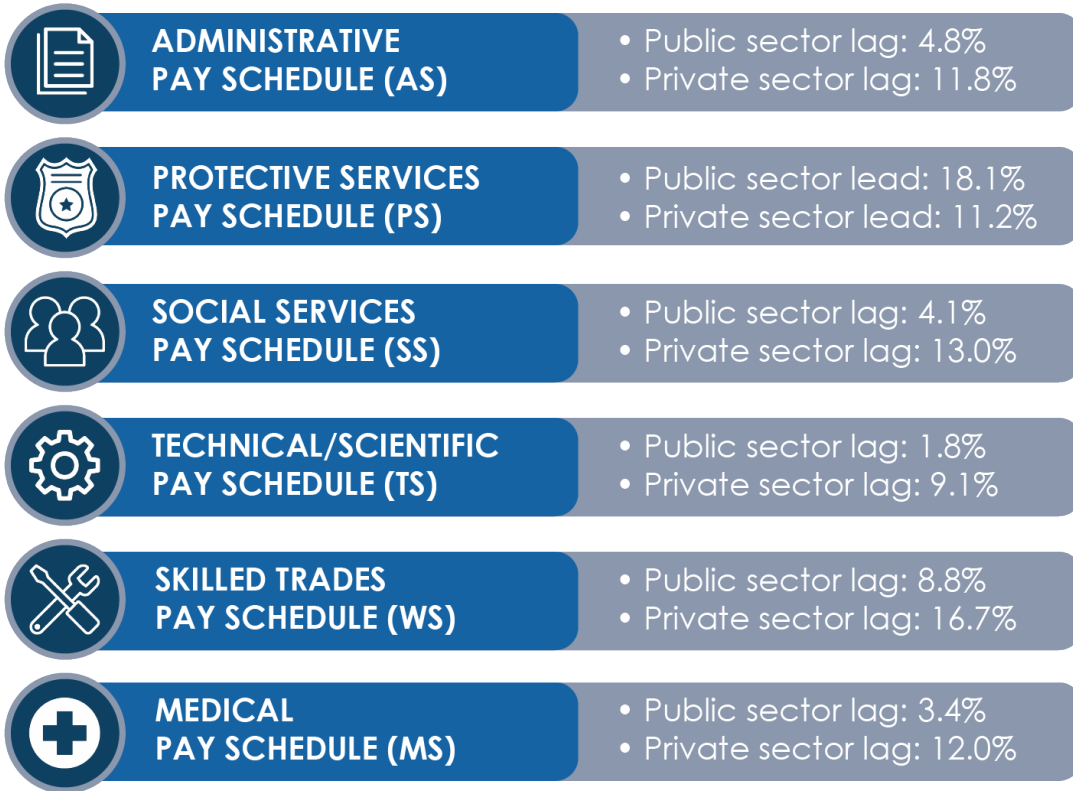 ADMINISTRATIVE
PAY SCHEDULE (AS)
• Public sector lag: 4.8%
• Private sector lag: 11.8%
PROTECTIVE SERVICES
PAY SCHEDULE (PS)
• Public sector lead: 18.1%
• Private sector lead: 11.2%
SOCIAL SERVICES
PAY SCHEDULE (SS)
• Public sector lag: 4.1%
• Private sector lag: 13.0%
TECHNICAL/SCIENTIFIC
PAY SCHEDULE (TS)
• Public sector lag: 1.8%
• Private sector lag: 9.1%
SKILLED TRADES
PAY SCHEDULE (WS)
• Public sector lag: 8.8%
• Private sector lag: 16.7%
MEDICAL
PAY SCHEDULE (MS)
• Public sector lag: 3.4%
• Private sector lag: 12.0%